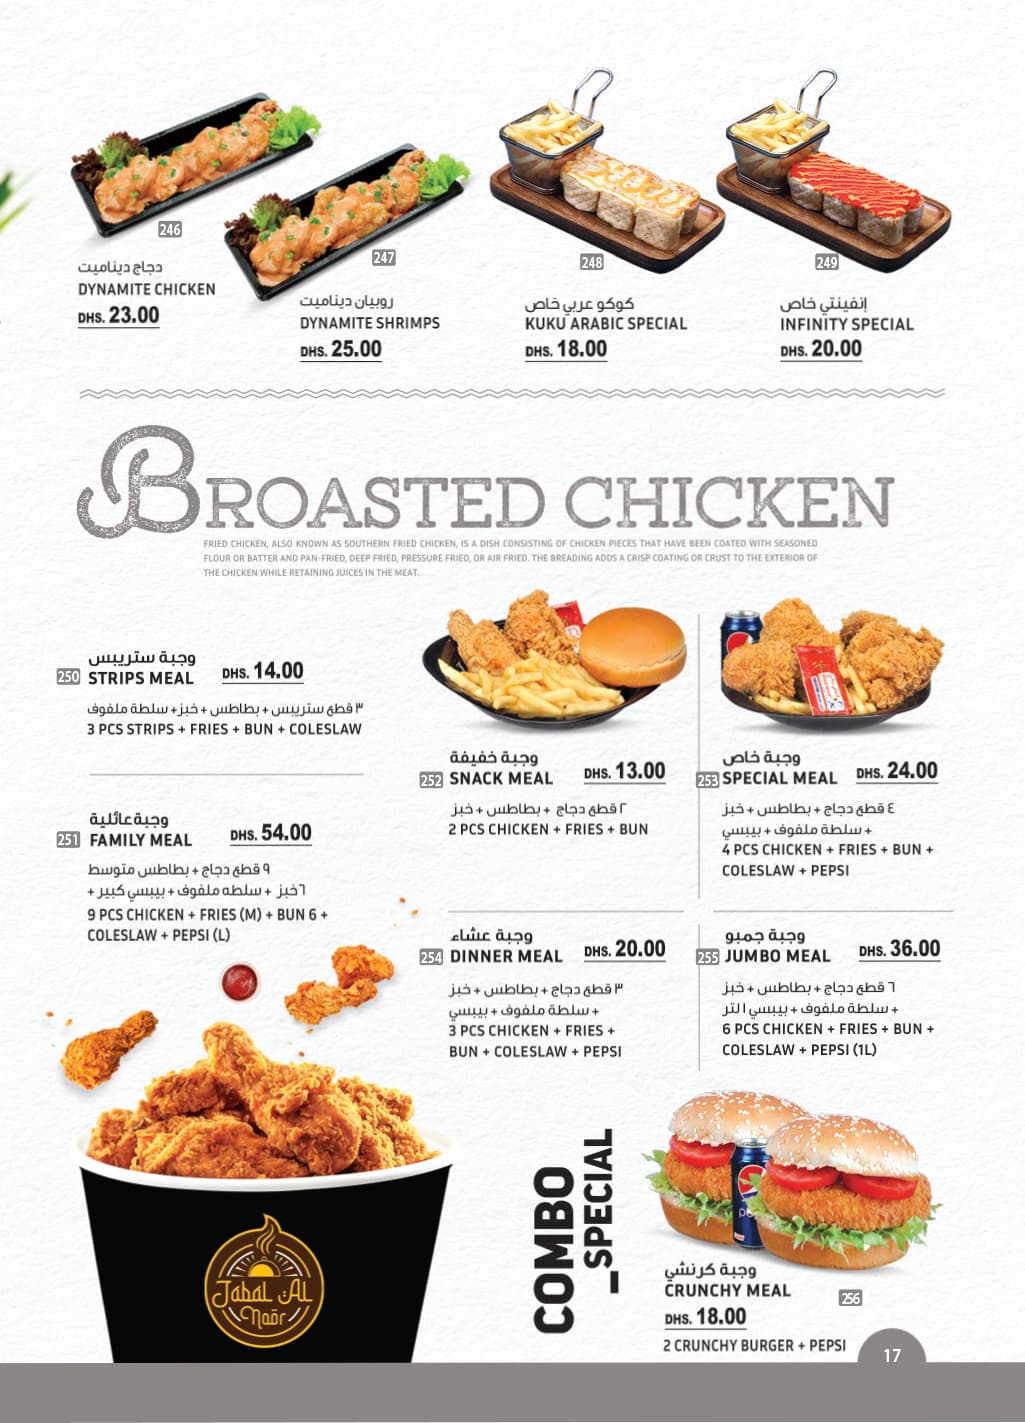 246
دجاج ديناميت
DYNAMITE CHICKEN
DHS. 23.00
247
روبيان ديناميت
DYNAMITE SHRIMPS
DHS. 25.00
248
كوكو عربي خاص
KUKU ARABIC SPECIAL
DHS. 18.00
249
إنفينتي خاص
INFINITY SPECIAL
DHS. 20.00
BROASTED CHICKEN
FRIED CHICKEN, ALSO KNOWN AS SOUTHERN FRIED CHICKEN, IS A DISH CONSISTING OF CHICKEN PIECES THAT HAVE BEEN COATED WITH SEASONED
FLOUR OR BATTER AND PAN-FRIED, DEEP FRIED, PRESSURE FRIED, OR AIR FRIED. THE BREADING ADDS A CRISP COATING OR CRUST TO THE EXTERIOR OF
THE CHICKEN WHILE RETAINING JUICES IN THE MEAT.
وجبة ستريبس
250 STRIPS MEAL DHS. 14.00
٣ قطع ستريبس + بطاطس + خبز + سلطة ملفوف
3 PCS STRIPS + FRIES + BUN + COLESLAW
وجبة عائلية
251 FAMILY MEAL DHS. 54.00
٩ قطع دجاج + بطاطس متوسط
٦ خبز + سلطه ملفوف + بيبسي كبير +
9 PCS CHICKEN + FRIES (M) + BUN 6 +
COLESLAW + PEPSI (L)
وجبة خفيفة
252 SNACK MEAL DHS. 13.00
٢ قطع دجاج + بطاطس + خبز
2 PCS CHICKEN + FRIES + BUN
وجبة خاص
253 SPECIAL MEAL DHS. 24.00
٤ قطع دجاج + بطاطس + خبز
+ سلطة ملفوف + بيبسي
4 PCS CHICKEN + FRIES + BUN +
COLESLAW + PEPSI
وجبة عشاء
254 DINNER MEAL DHS. 20.00
٣ قطع دجاج + بطاطس + خبز
+ سلطة ملفوف + بيبسي
3 PCS CHICKEN + FRIES +
BUN + COLESLAW + PEPSI
وجبة جمبو
255 JUMBO MEAL DHS. 36.00
٦ قطع دجاج + بطاطس + خبز
+ سلطة ملفوف + بيبسي ١ لتر
6 PCS CHICKEN + FRIES + BUN +
COLESLAW + PEPSI (1L)
Jabal Al
Noor
COMBO
_SPECIAL
وجبة كرنشي
CRUNCHY MEAL
256
DHS. 18.00
2 CRUNCHY BURGER + PEPSI
17